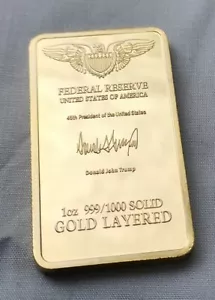 FEDERAL RESERVE
UNITED STATES OF AMERICA
45th President of the United States
Donald John Trump
1oz 999/1000 SOLID
GOLD LAYERED